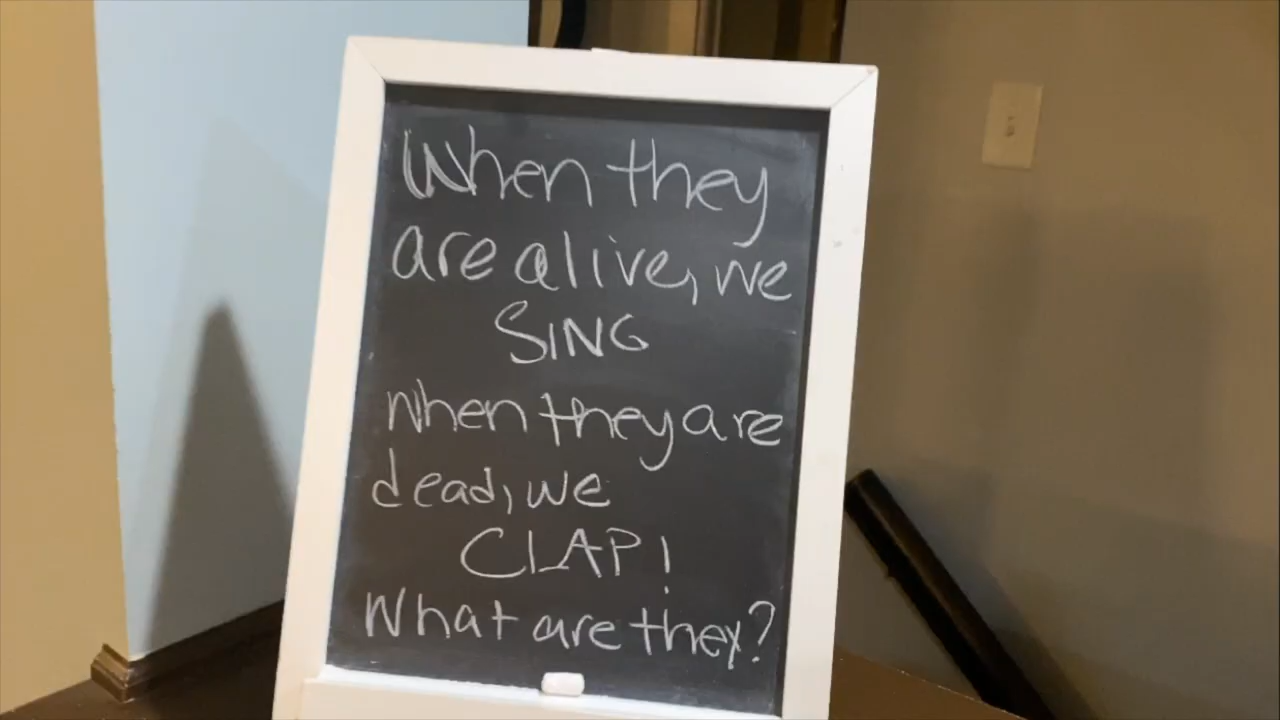 When they
are alive, we
SING
When they are
dead, we
CLAP!
What are they?